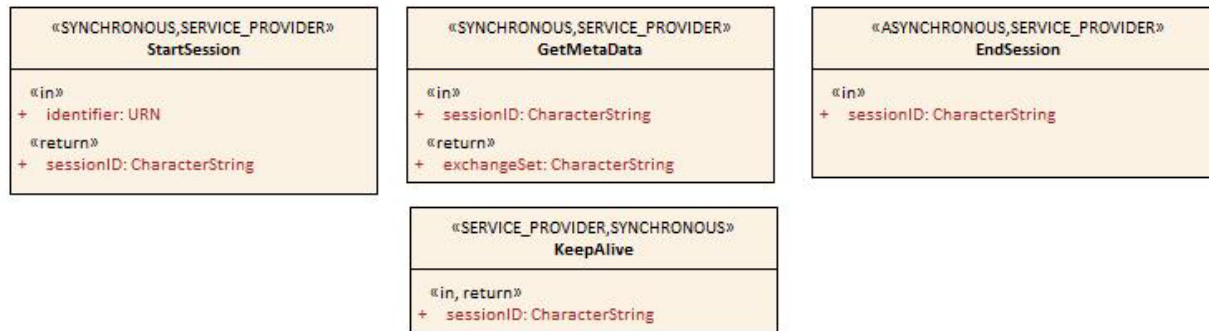 «SYNCHRONOUS,SERVICE_PROVIDER»
StartSession
«in»
+ identifier: URN
«return»
+ sessionID: CharacterString
«SYNCHRONOUS,SERVICE_PROVIDER»
GetMetaData
«in»
+ sessionID: CharacterString
«return»
+ exchangeSet: CharacterString
«ASYNCHRONOUS,SERVICE_PROVIDER»
EndSession
«in»
+ sessionID: CharacterString
«SERVICE_PROVIDER,SYNCHRONOUS»
KeepAlive
«in, return»
+ sessionID: CharacterString